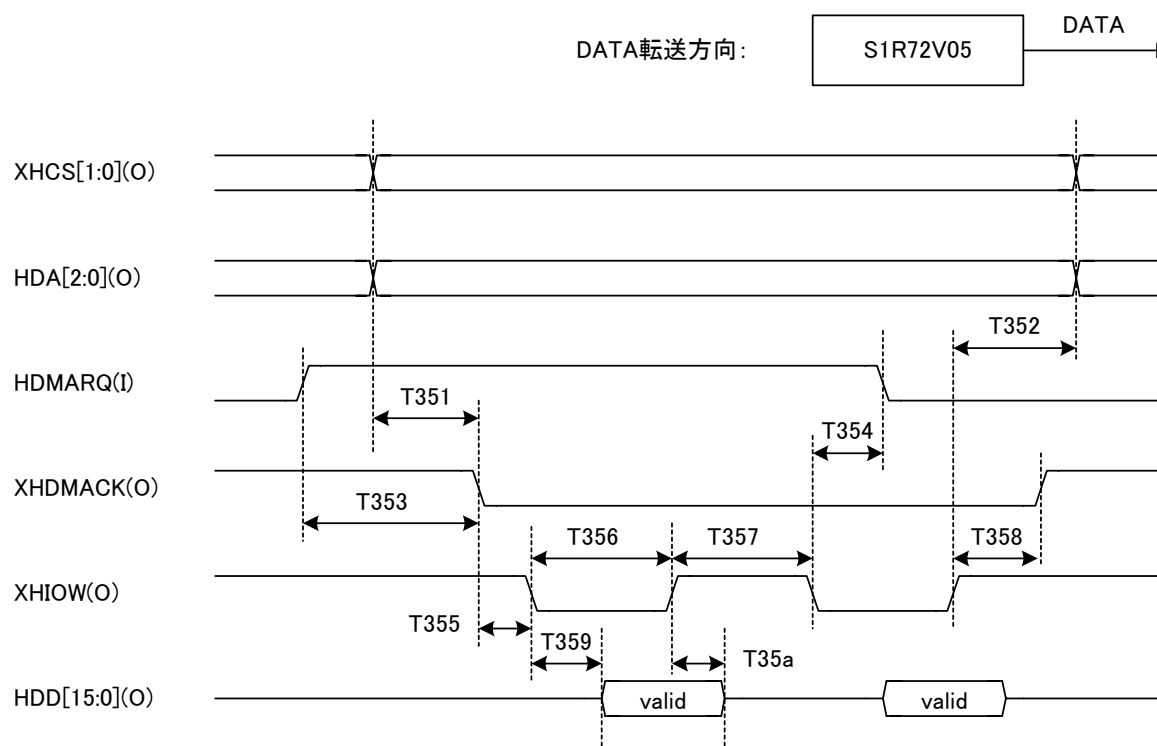 DATA
DATA転送方向:
S1R72V05
XHCS[1:0](O)
HDA[2:0](O)
T352
HDMARQ(I)
T351
T354
XHDMACK(O)
T353
T356
T357
T358
XHIOW(O)
T355
T359
T35a
HDD[15:0](O)
valid
valid